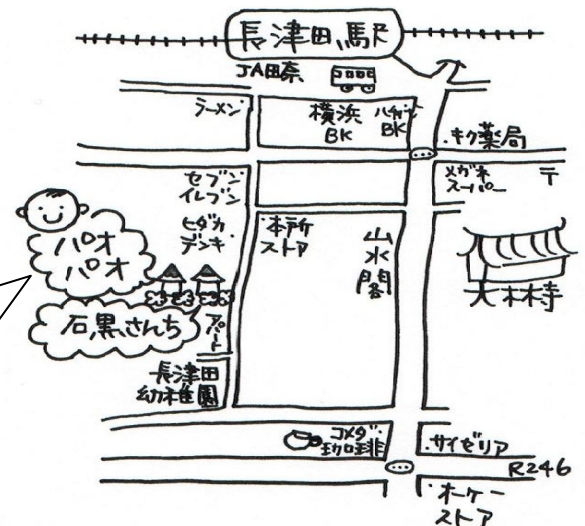 長津田駅
JA田奈
ラーメン
横浜
BK
BK
キク薬局
セブン
イレブン
メガネ
スーパー
〒
ヒダカ
デンキ
本所
ストア
山水閣
パオ
パオ
大林寺
石黒さんち
アパート
長津田
幼稚園
コメダ
珈琲
サイゼリア
R246
オーケー
ストア